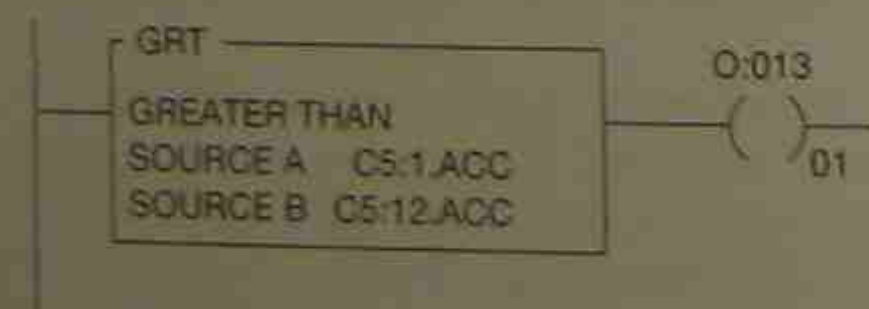 GRT
GREATER THAN
SOURCE A C5:1.ACC
SOURCE B C5:12.ACC
O:013
01